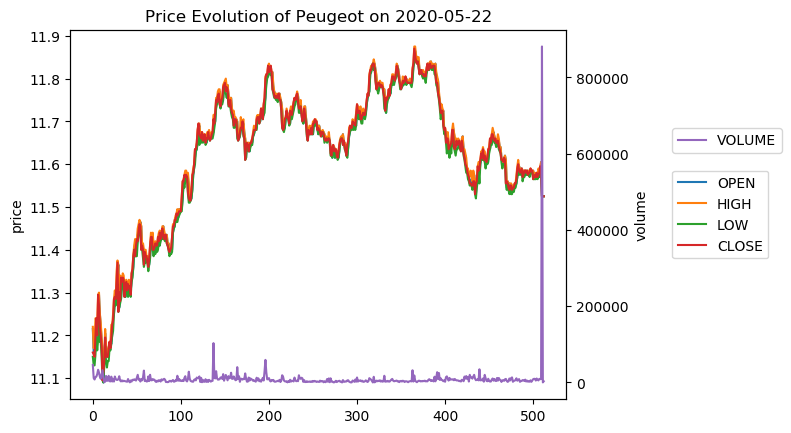 Price Evolution of Peugeot on 2020-05-22
11.9
11.8
11.7
11.6
11.5
11.4
11.3
11.2
11.1
price
0
100
200
300
400
500
800000
600000
400000
200000
0
volume
VOLUME
OPEN
HIGH
LOW
CLOSE